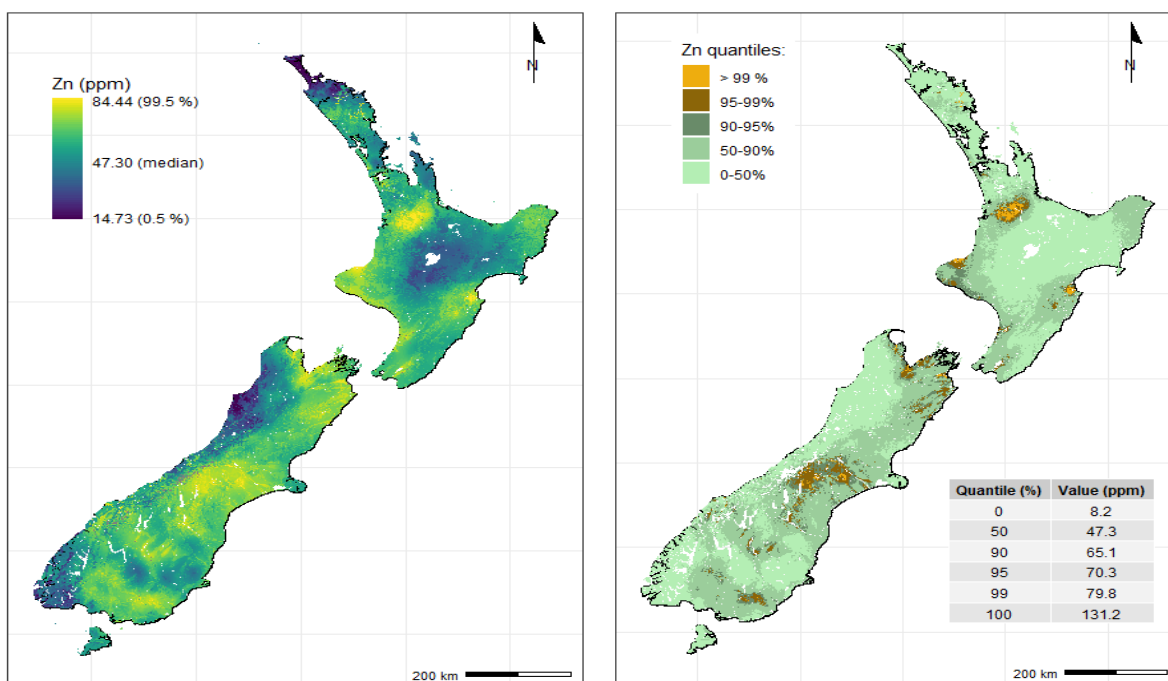 N
Zn (ppm)
84.44 (99.5 %)
47.30 (median)
14.73 (0.5 %)
200 km
N
Zn quantiles:
> 99 %
95-99%
90-95%
50-90%
0-50%
Quantile (%) Value (ppm)
0 8.2
50 47.3
90 65.1
95 70.3
99 79.8
100 131.2
200 km